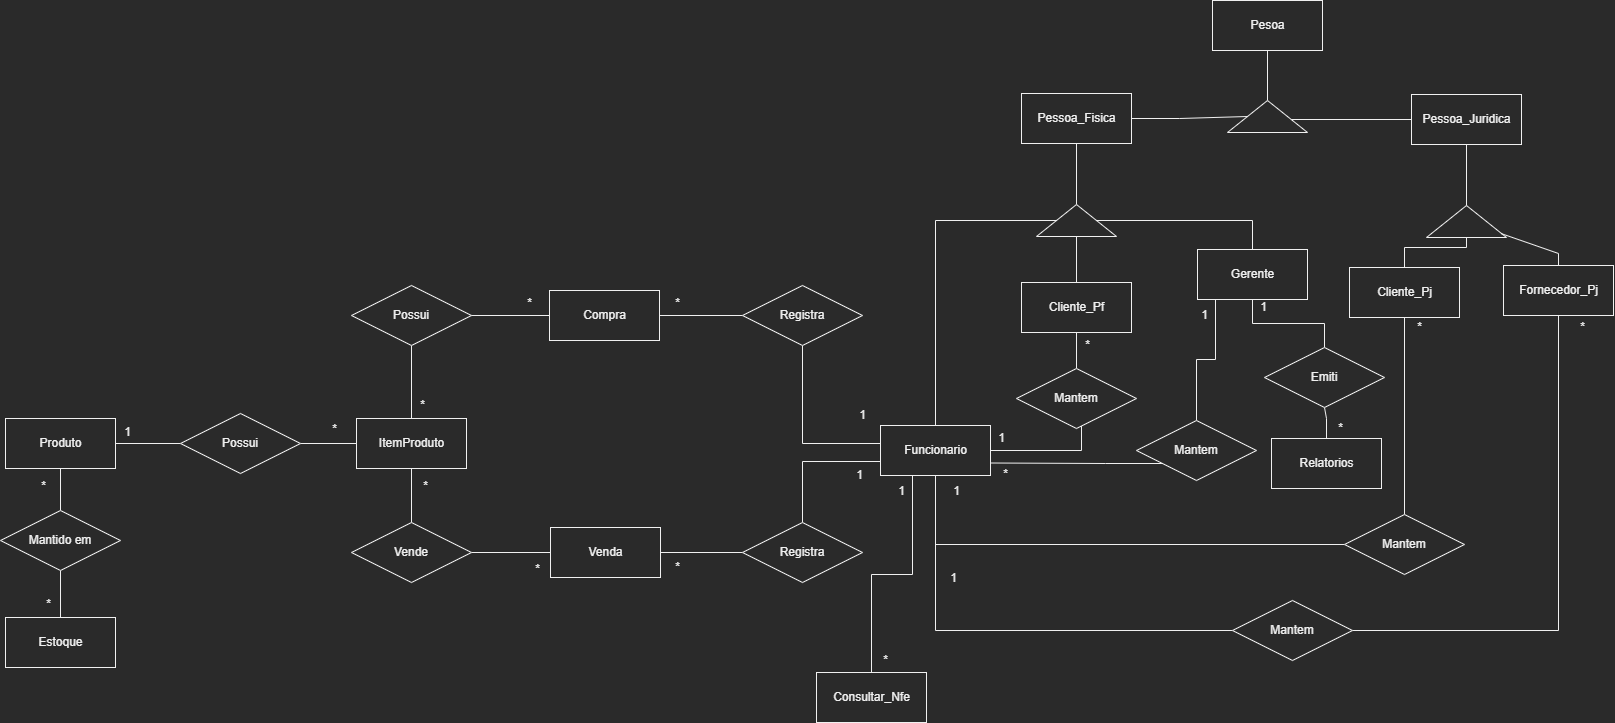 Pesoa
Pessoa_Fisica
Pessoa_Juridica
Gerente
Cliente_Pf
Cliente_Pj
Fornecedor_Pj
Possui
*
Compra
*
Registra
1
1
*
*
*
Mantem
Emiti
*
1
Produto
1
Possui
*
ItemProduto
Funcionario
1
*
Mantem
*
Relatorios
*
*
1
1
1
Mantido em
Vende
*
Venda
*
Registra
Mantem
*
1
Estoque
Mantem
*
Consultar_Nfe